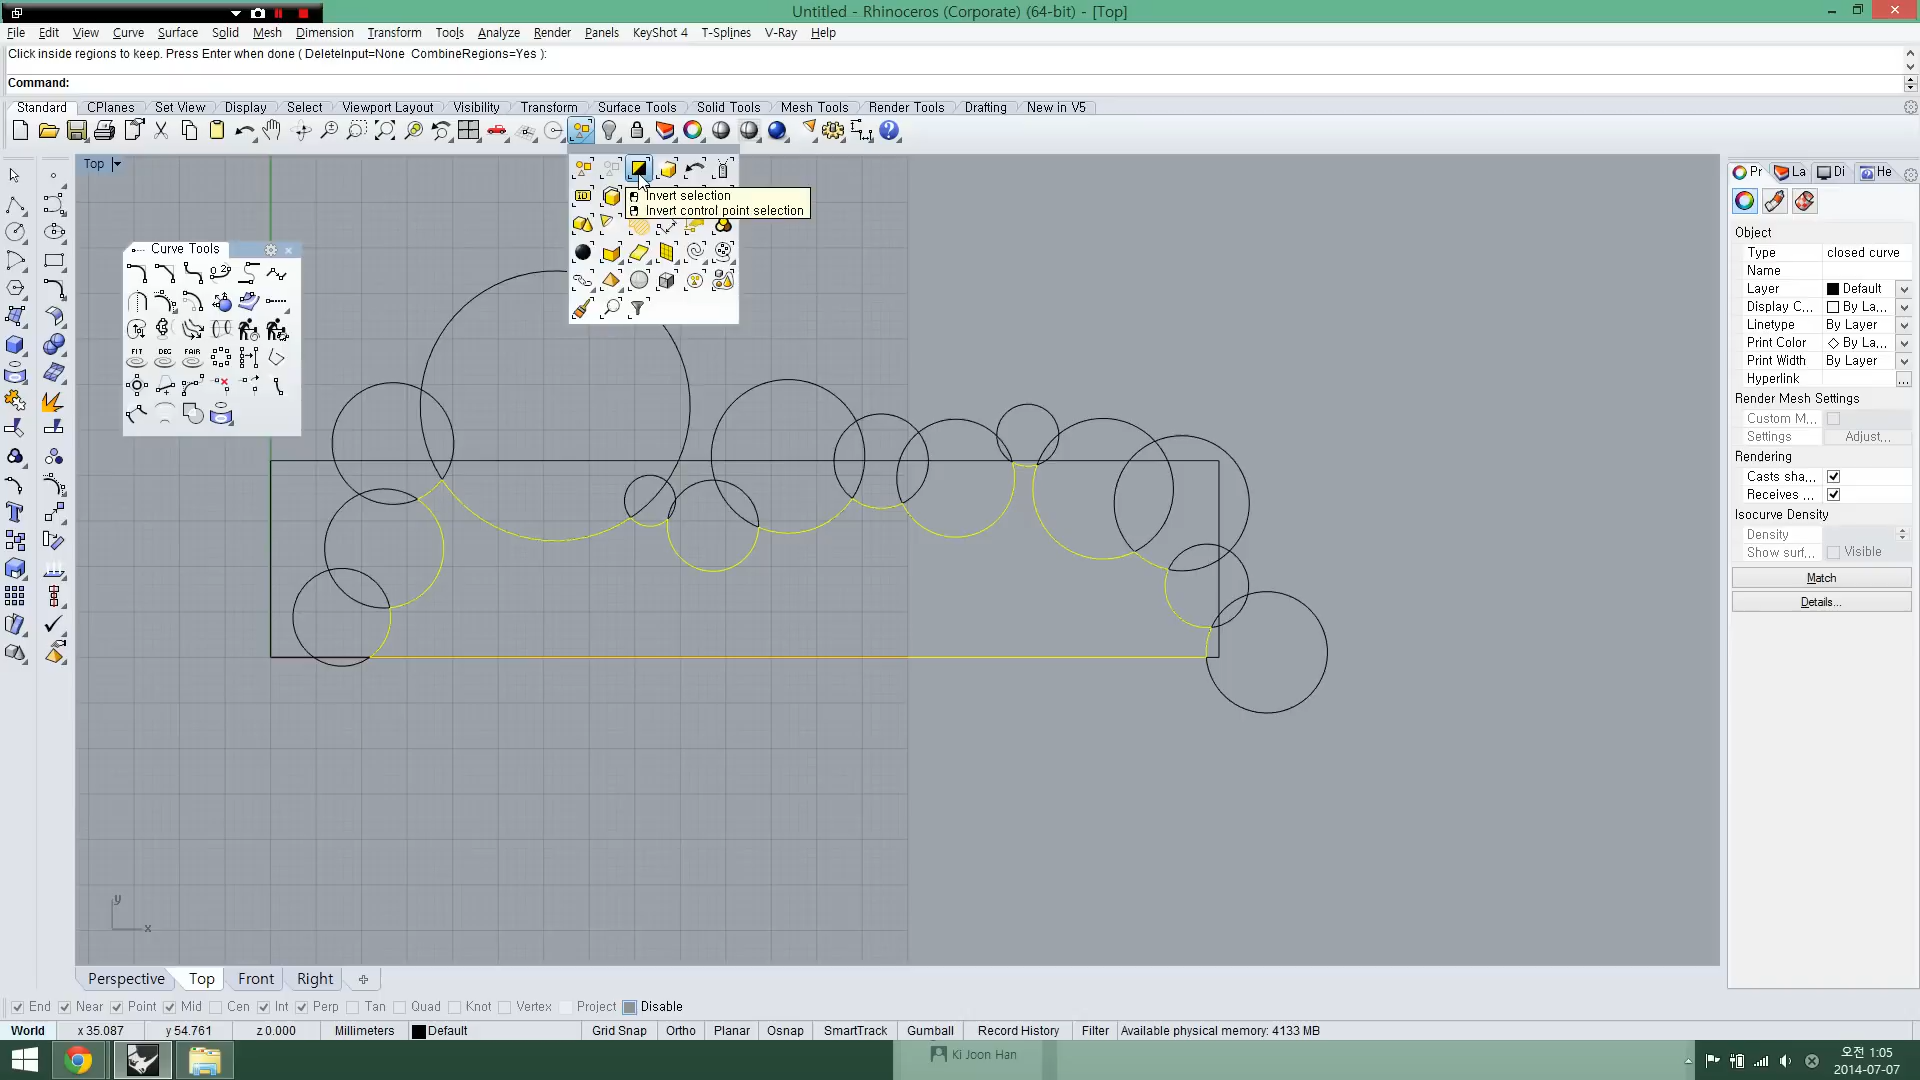 Untitled - Rhinoceros (Corporate) (64-bit) - [Top]
File Edit View Curve Surface Solid Mesh Dimension Transform Tools Analyze Render Panels KeyShot 4 T-Splines V-Ray Help
Click inside regions to keep. Press Enter when done ( DeleteInput=None CombineRegions=Yes ):
Command:
Standard CPlanes Set View Display Select Viewport Layout Visibility Transform Surface Tools Solid Tools Mesh Tools Render Tools Drafting New in V5
Top
Pr La Di He
Invert selection
Invert control point selection
Curve Tools
FIT DEG FAIR
Object
Type closed curve
Name
Layer Default
Display C... By La...
Linetype By Layer
Print Color By La...
Print Width By Layer
Hyperlink ...
Render Mesh Settings
Custom M...
Settings Adjust...
Rendering
Casts sha...
Receives ...
Isocurve Density
Density
Show surf... Visible
Match
Details...
y
x
Perspective Top Front Right
End Near Point Mid Cen Int Perp Tan Quad Knot Vertex Project Disable
World x 35.087 y 54.761 z 0.000 Millimeters Default Grid Snap Ortho Planar Osnap SmartTrack Gumball Record History Filter Available physical memory: 4133 MB
Ki Joon Han
오전 1:05
2014-07-07